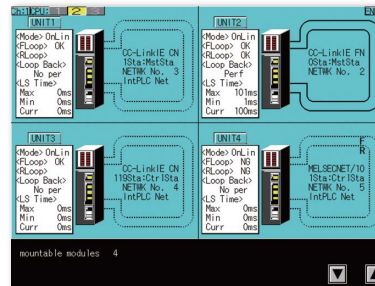 Ch:1|CPU: 1 2 3
EN
UNIT1
<Mode> OnLin
<FLoop> OK
<RLoop>
<Loop Back>
No per
<LS Time>
Max 0ms
Min 0ms
Curr 0ms
CC-LinkIE CN
1Sta:MstSta
NETWK No. 3
IntPLC Net
UNIT2
<Mode> OnLin
<FLoop> OK
<RLoop> OK
<Loop Back>
Perf
<LS Time>
Max 101ms
Min 1ms
Curr 100ms
CC-LinkIE FN
0Sta:MstSta
NETWK No. 2
UNIT3
<Mode> OnLin
<FLoop> OK
<RLoop>
<Loop Back>
No per
<LS Time>
Max 0ms
Min 0ms
Curr 0ms
CC-LinkIE CN
119Sta:CtrlSta
NETWK No. 4
IntPLC Net
UNIT4
<Mode> OnLin
<FLoop> NG
<RLoop> NG
<Loop Back>
No per
<LS Time>
Max 0ms
Min 0ms
Curr 0ms
F
R
MELSECNET/10
1Sta:CtrlSta
NETWK No. 5
IntPLC Net
mountable modules 4